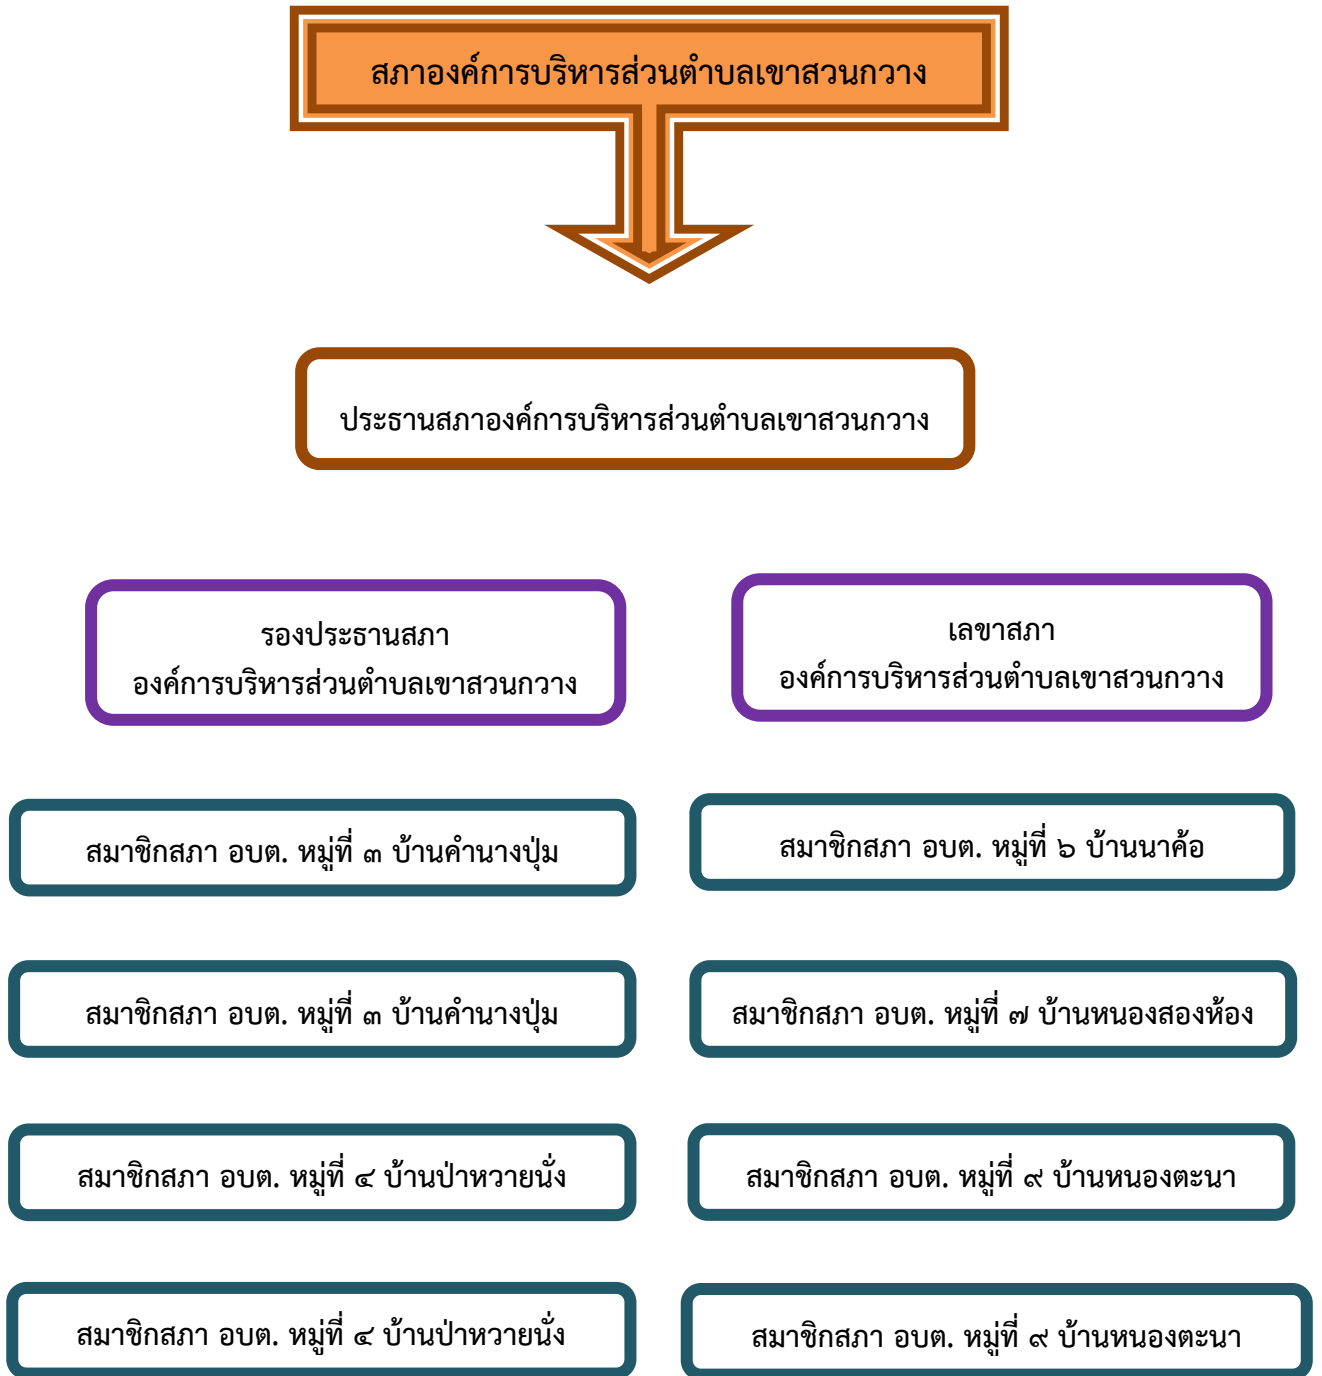 สภาองค์การบริหารส่วนตำบลเขาสวนกวาง
ประธานสภาองค์การบริหารส่วนตำบลเขาสวนกวาง
รองประธานสภา
องค์การบริหารส่วนตำบลเขาสวนกวาง
เลขาสภา
องค์การบริหารส่วนตำบลเขาสวนกวาง
สมาชิกสภา อบต. หมู่ที่ ๓ บ้านคำนางปุ่ม
สมาชิกสภา อบต. หมู่ที่ ๖ บ้านนาค้อ
สมาชิกสภา อบต. หมู่ที่ ๓ บ้านคำนางปุ่ม
สมาชิกสภา อบต. หมู่ที่ ๗ บ้านหนองสองห้อง
สมาชิกสภา อบต. หมู่ที่ ๔ บ้านป่าหวายนั่ง
สมาชิกสภา อบต. หมู่ที่ ๙ บ้านหนองตะนา
สมาชิกสภา อบต. หมู่ที่ ๔ บ้านป่าหวายนั่ง
สมาชิกสภา อบต. หมู่ที่ ๙ บ้านหนองตะนา